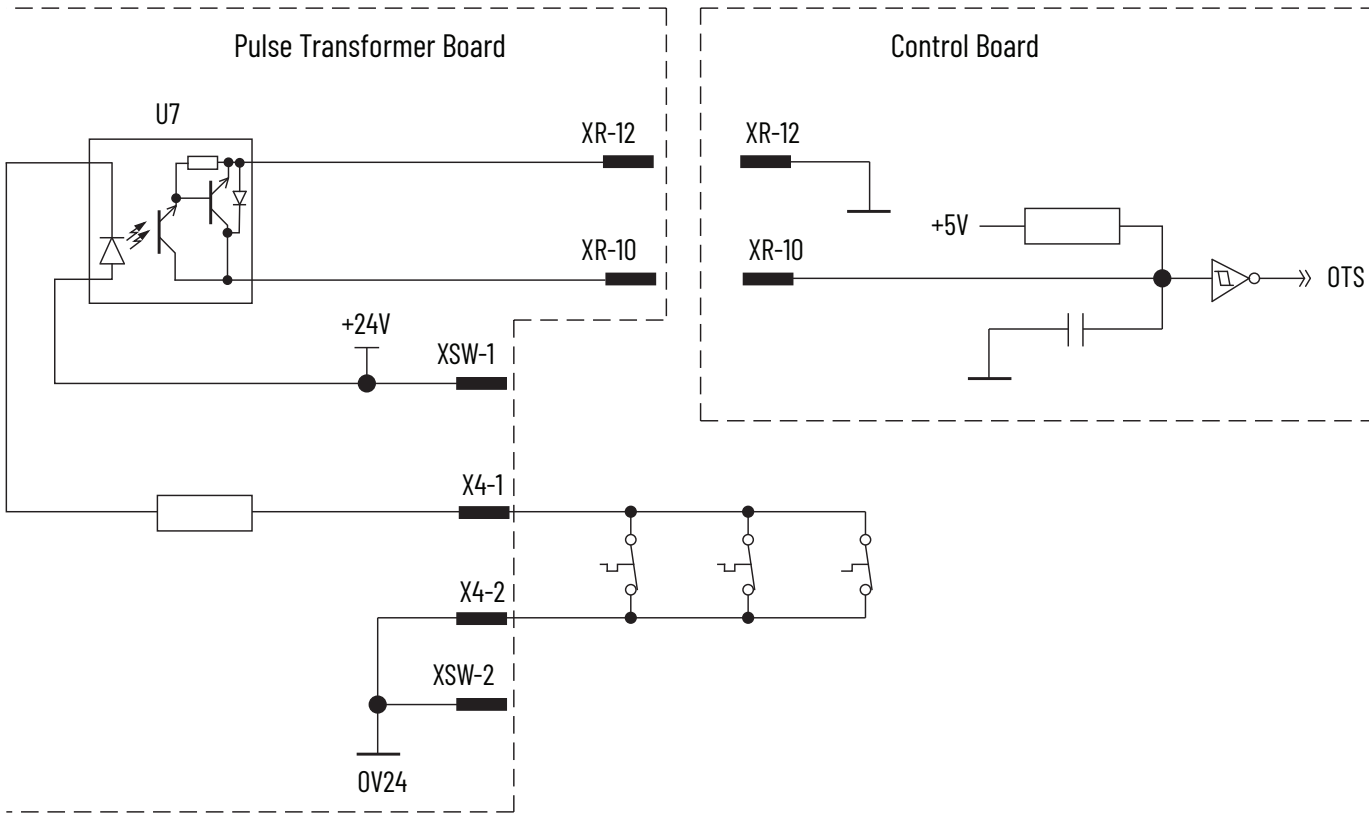 Pulse Transformer Board
Control Board
U7
XR-12
XR-12
+5V
XR-10
XR-10
OTS
+24V
XSW-1
X4-1
X4-2
XSW-2
0V24